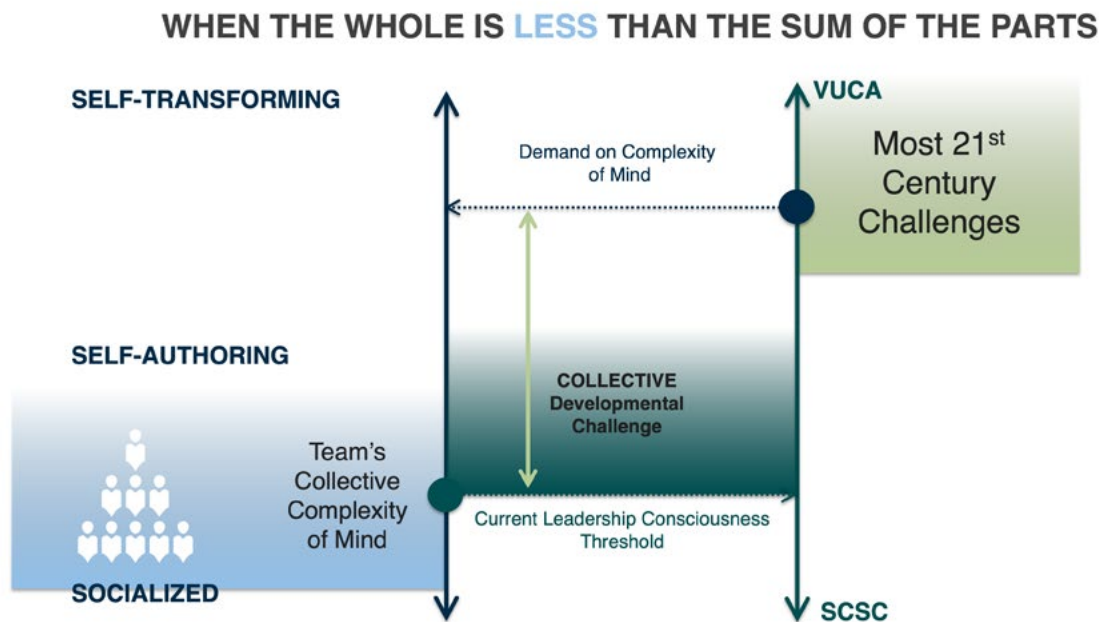 WHEN THE WHOLE IS LESS THAN THE SUM OF THE PARTS
SELF-TRANSFORMING
VUCA
Demand on Complexity
of Mind
Most 21st
Century
Challenges
SELF-AUTHORING
COLLECTIVE
Developmental
Challenge
Team's
Collective
Complexity
of Mind
Current Leadership Consciousness
Threshold
SOCIALIZED
SCSC